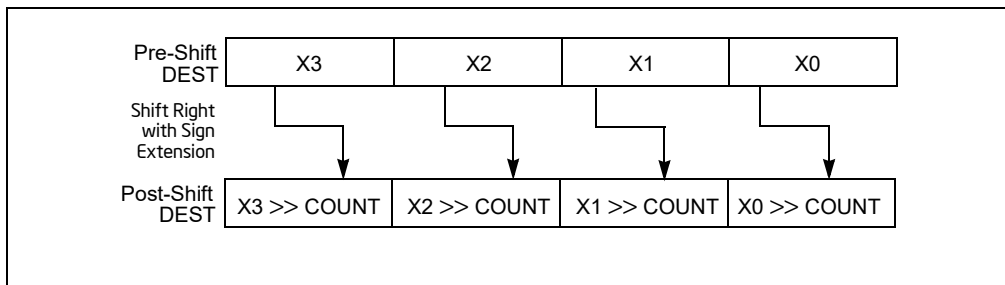 Pre-Shift
DEST
X3 X2 X1 X0
Shift Right
with Sign
Extension
Post-Shift
DEST
X3 >> COUNT X2 >> COUNT X1 >> COUNT X0 >> COUNT